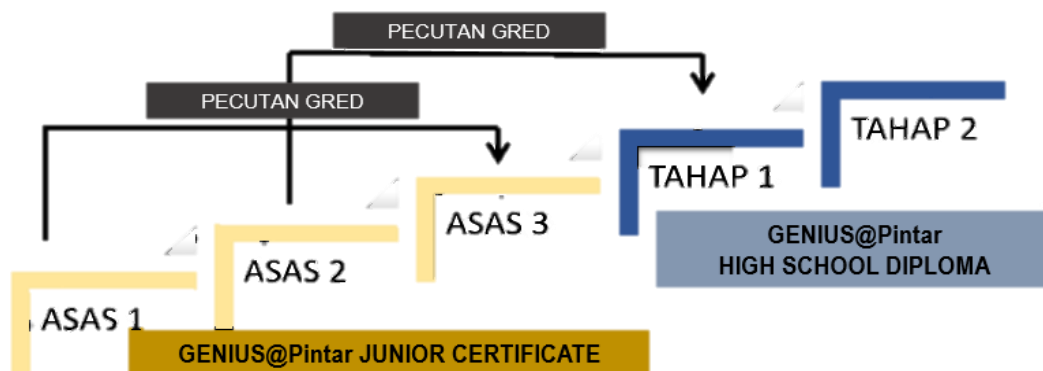 PECUTAN GRED
PECUTAN GRED
TAHAP 2
TAHAP 1
ASAS 3
ASAS 2
ASAS 1
GENIUS@Pintar
HIGH SCHOOL DIPLOMA
GENIUS@Pintar JUNIOR CERTIFICATE